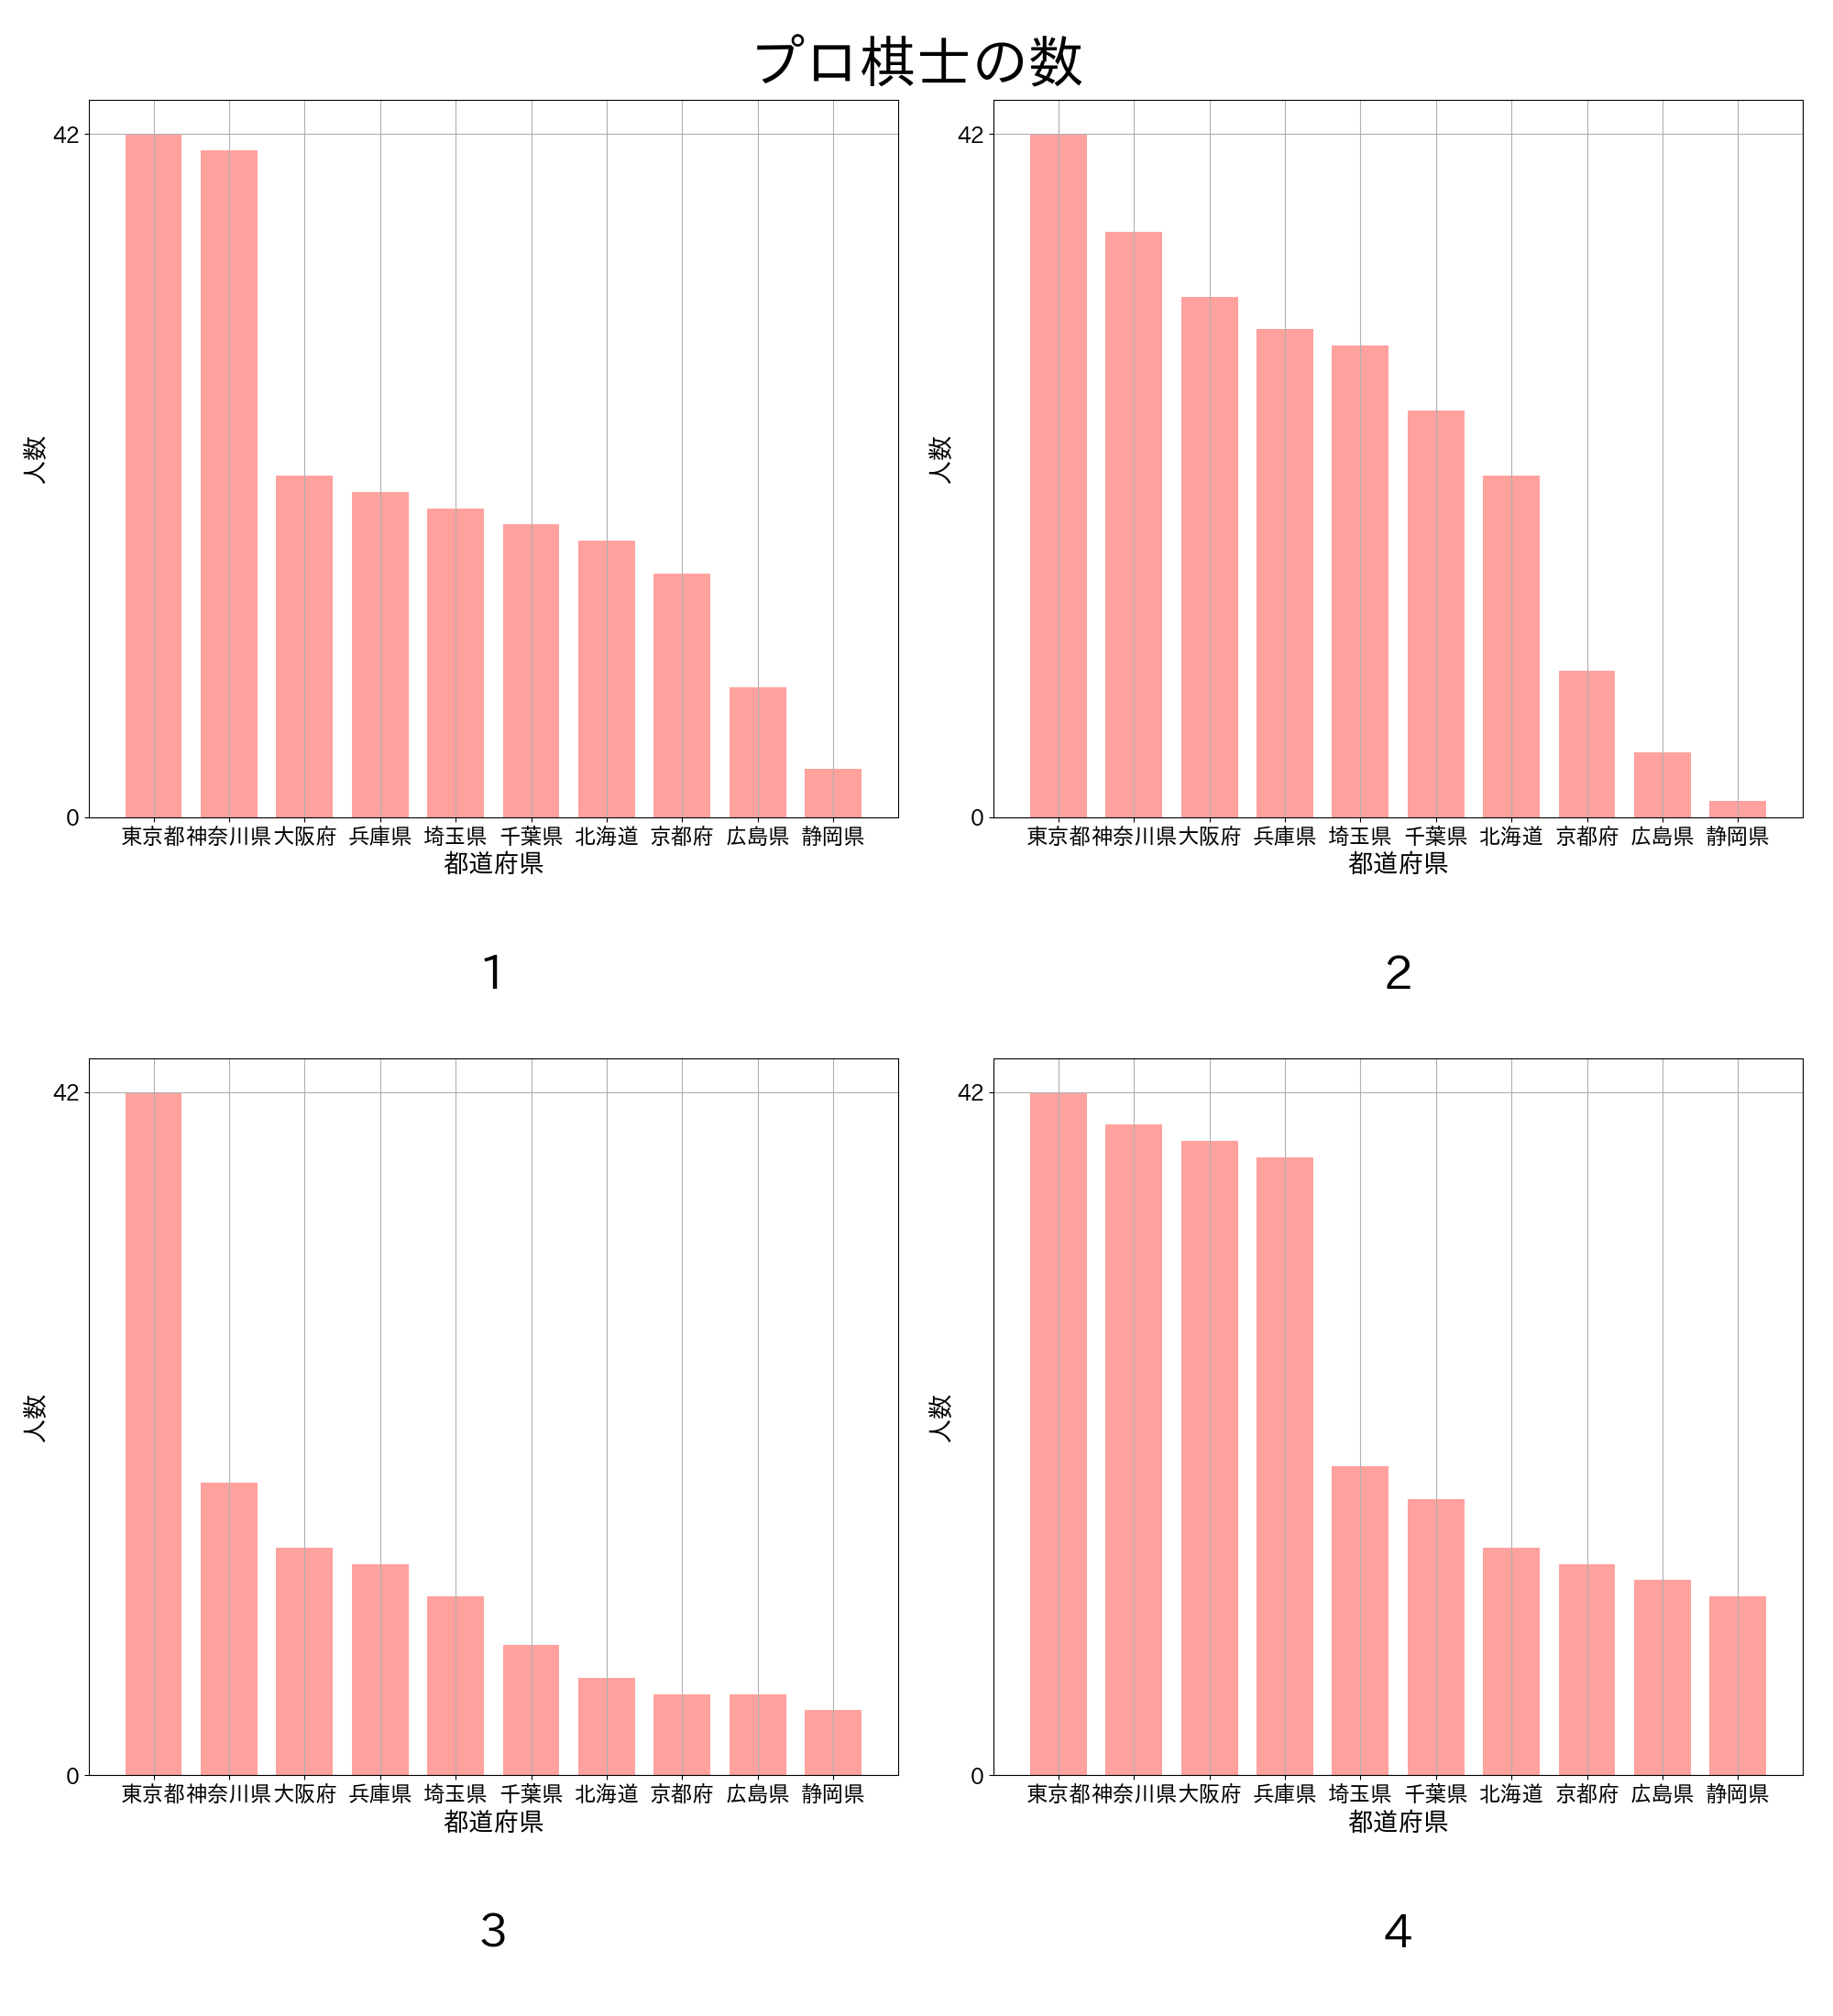 プロ棋士の数
42
0
人数
東京都 神奈川県 大阪府 兵庫県 埼玉県 千葉県 北海道 京都府 広島県 静岡県
都道府県
1
42
0
人数
東京都 神奈川県 大阪府 兵庫県 埼玉県 千葉県 北海道 京都府 広島県 静岡県
都道府県
2
42
0
人数
東京都 神奈川県 大阪府 兵庫県 埼玉県 千葉県 北海道 京都府 広島県 静岡県
都道府県
3
42
0
人数
東京都 神奈川県 大阪府 兵庫県 埼玉県 千葉県 北海道 京都府 広島県 静岡県
都道府県
4